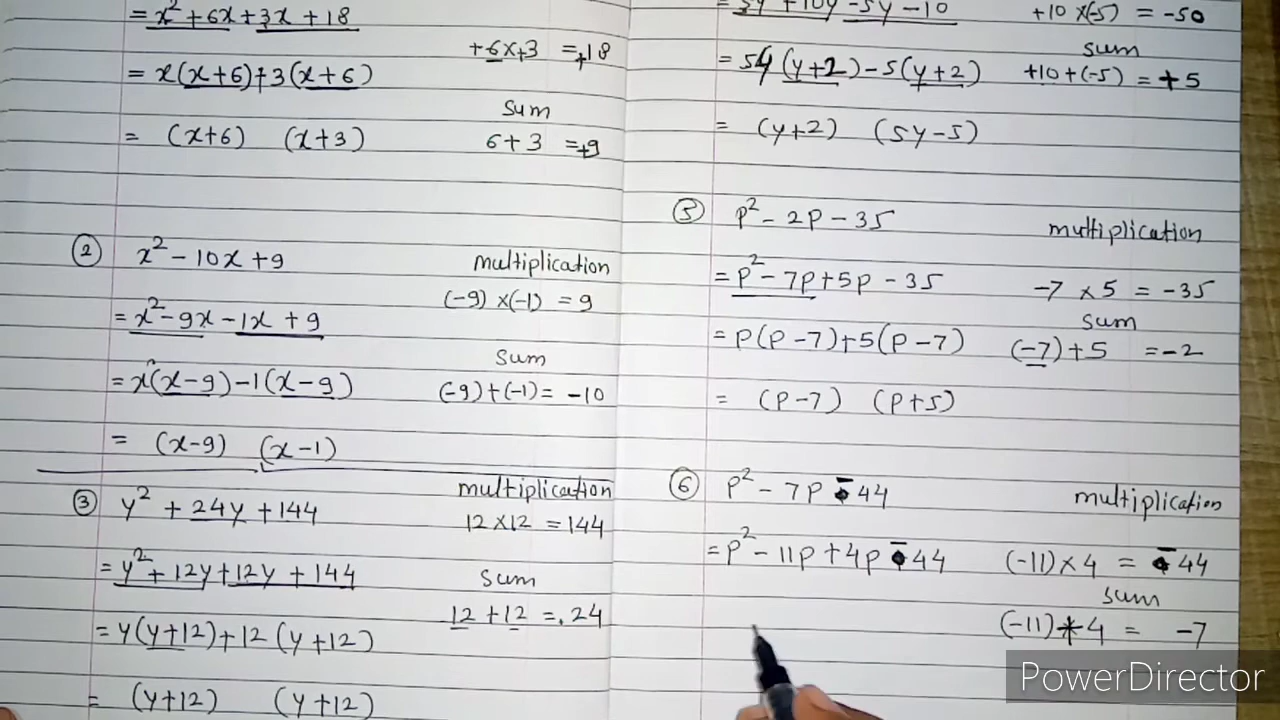 = x² + 6x + 3x + 18
+6x+3 = +18
= x(x+6)+3(x+6)
sum
= (x+6) (x+3)
6+3 = +9
② x² - 10x + 9
multiplication
(-9) x(-1) = 9
= x² - 9x - 1x + 9
sum
= x(x-9) - 1(x-9)
(-9)+(-1) = -10
= (x-9) (x-1)
③ y² + 24y + 144
multiplication
12 x 12 = 144
= y² + 12y + 12y + 144
sum
12 + 12 = 24
= y(y+12) + 12(y+12)
= (y+12) (y+12)
= 5y +10y -5y -10
+10 x(-5) = -50
sum
= 5y (y+2) - 5(y+2)
+10+(-5) = +5
= (y+2) (5y-5)
⑤ p² - 2p - 35
multiplication
= p² - 7p + 5p - 35
-7 x 5 = -35
sum
= p(p-7)+5(p-7)
(-7)+5 = -2
= (p-7) (p+5)
⑥ p² - 7p - 44
multiplication
= p² - 11p + 4p - 44
(-11) x 4 = -44
sum
(-11) + 4 = -7
PowerDirector